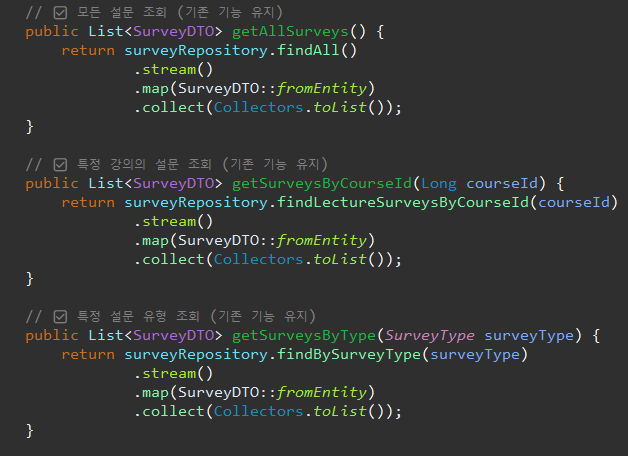 // ☑ 모든 설문 조회 (기존 기능 유지)
public List<SurveyDTO> getAllSurveys() {
    return surveyRepository.findAll()
            .stream()
            .map(SurveyDTO::fromEntity)
            .collect(Collectors.toList());
}
// ☑ 특정 강의의 설문 조회 (기존 기능 유지)
public List<SurveyDTO> getSurveysByCourseId(Long courseId) {
    return surveyRepository.findLectureSurveysByCourseId(courseId)
            .stream()
            .map(SurveyDTO::fromEntity)
            .collect(Collectors.toList());
}
// ☑ 특정 설문 유형 조회 (기존 기능 유지)
public List<SurveyDTO> getSurveysByType(SurveyType surveyType) {
    return surveyRepository.findBySurveyType(surveyType)
            .stream()
            .map(SurveyDTO::fromEntity)
            .collect(Collectors.toList());
}